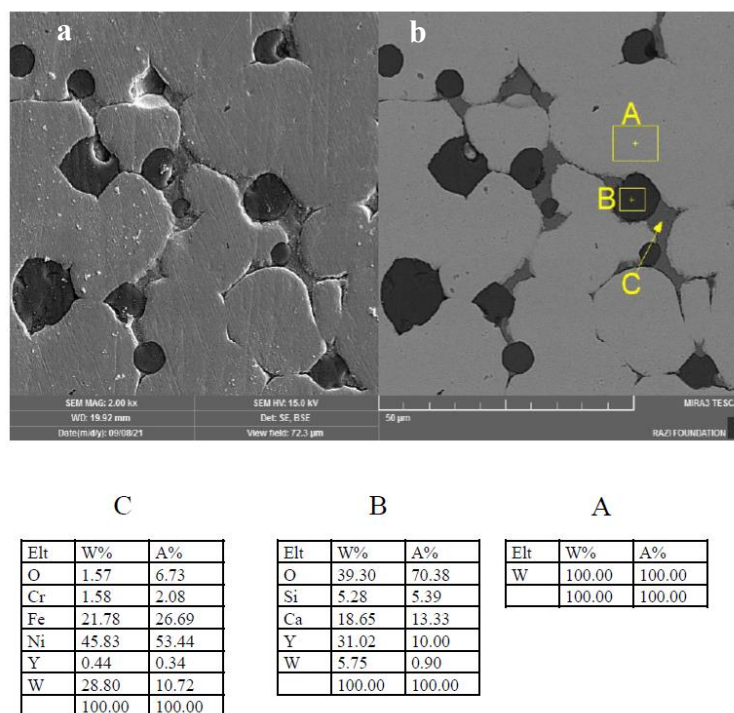 a b
A
B
C
SEM MAG: 2.00 kx SEM HV: 15.0 kV
WD: 19.92 mm Det: SE, BSE
Date(m/d/y): 09/08/21 View field: 72.3 µm
50 µm
MIRA3 TESC
RAZI FOUNDATION
C
Elt W% A%
O 1.57 6.73
Cr 1.58 2.08
Fe 21.78 26.69
Ni 45.83 53.44
Y 0.44 0.34
W 28.80 10.72
100.00 100.00
B
Elt W% A%
O 39.30 70.38
Si 5.28 5.39
Ca 18.65 13.33
Y 31.02 10.00
W 5.75 0.90
100.00 100.00
A
Elt W% A%
W 100.00 100.00
100.00 100.00